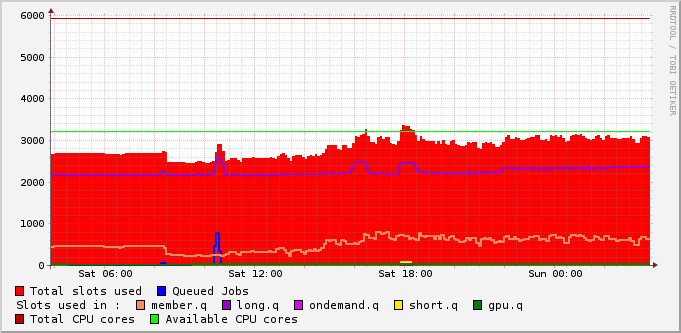 6000
5000
4000
3000
2000
1000
0
Sat 06:00 Sat 12:00 Sat 18:00 Sun 00:00
Total slots used Queued Jobs
Slots used in : member.q long.q ondemand.q short.q gpu.q
Total CPU cores Available CPU cores
RRDTOOL / TOBI OETIKER